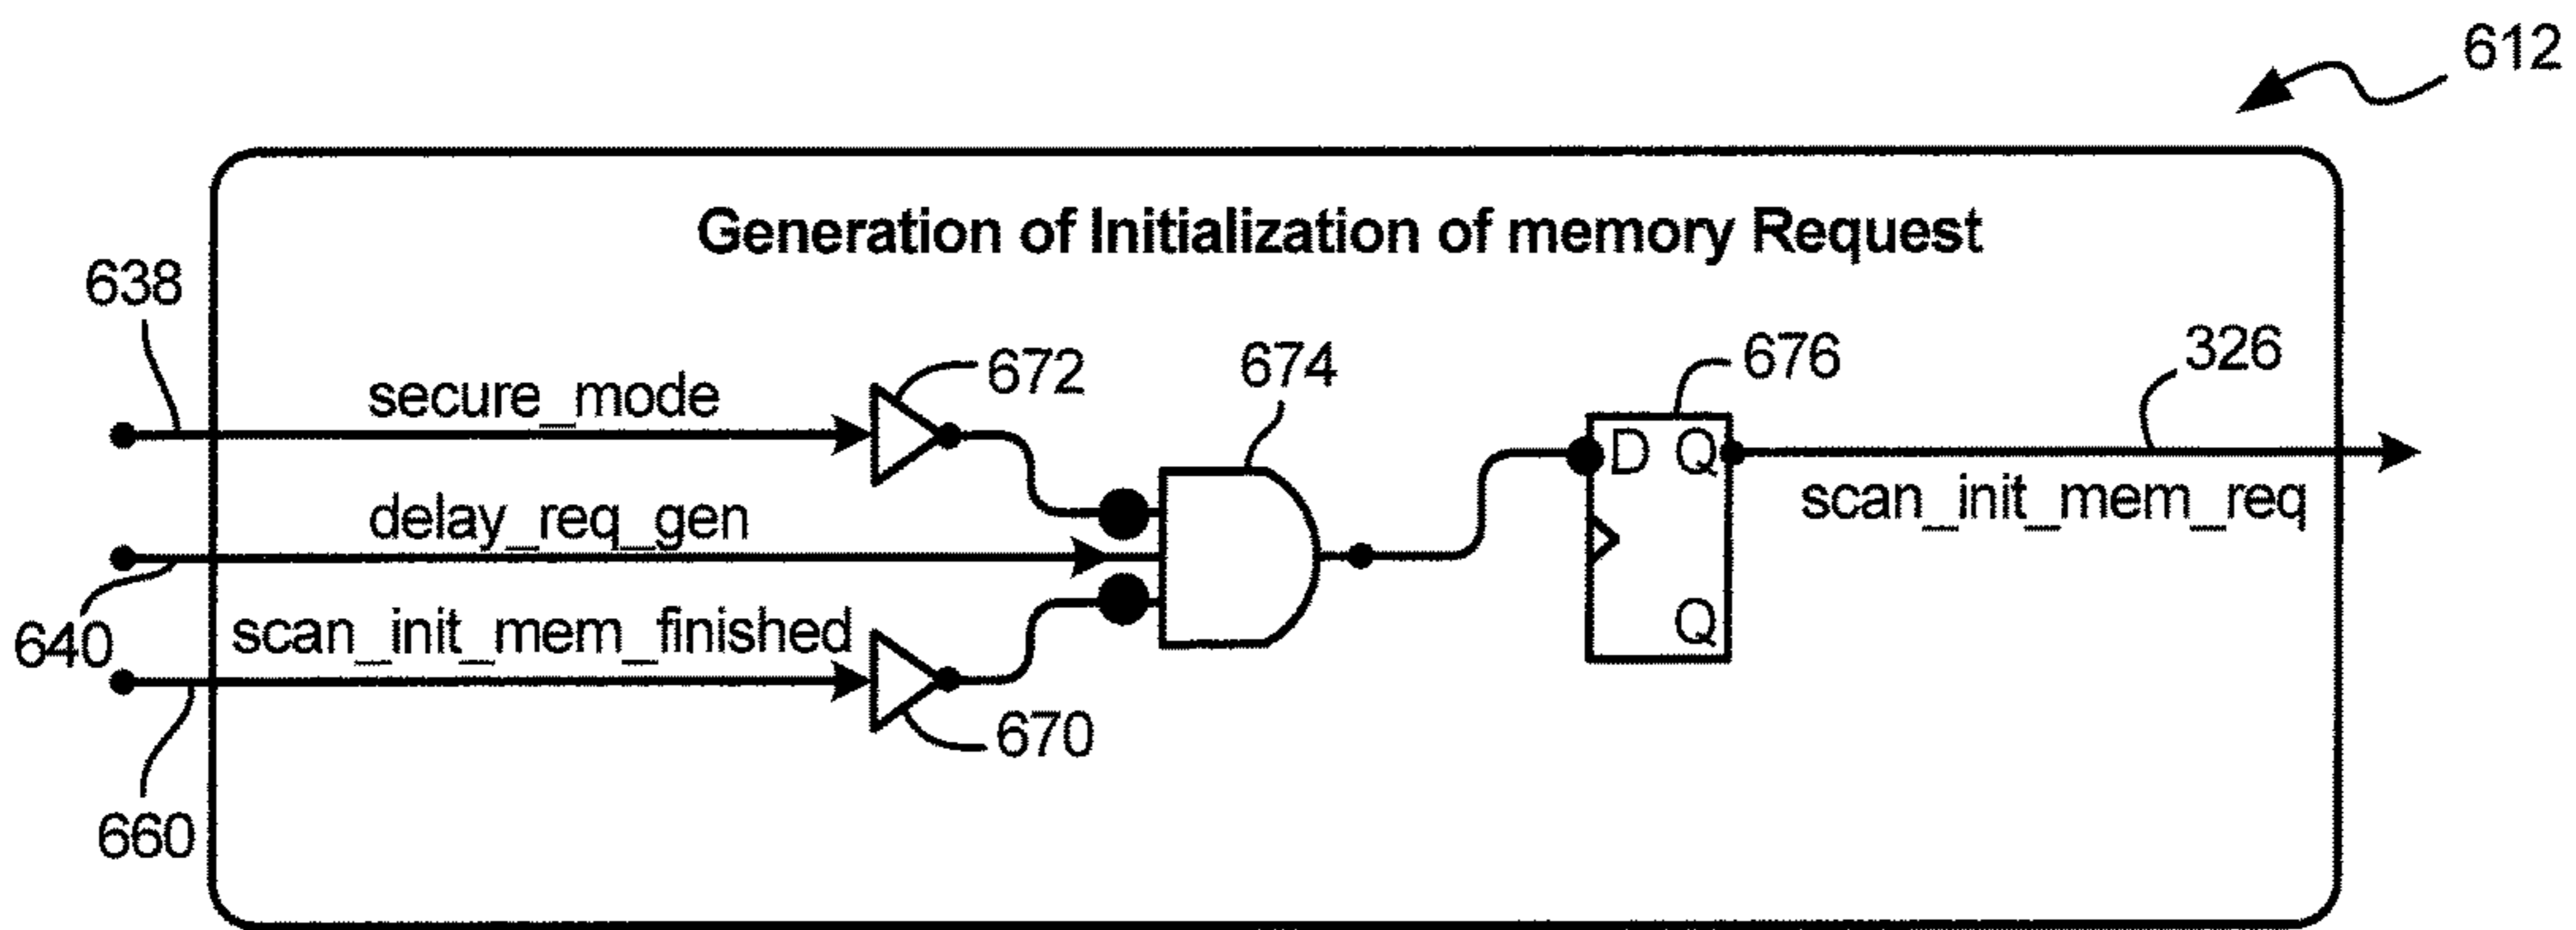 612
Generation of Initialization of memory Request
638
secure_mode
672
674
676
326
D Q
scan_init_mem_req
delay_req_gen
640
scan_init_mem_finished
Q
670
660